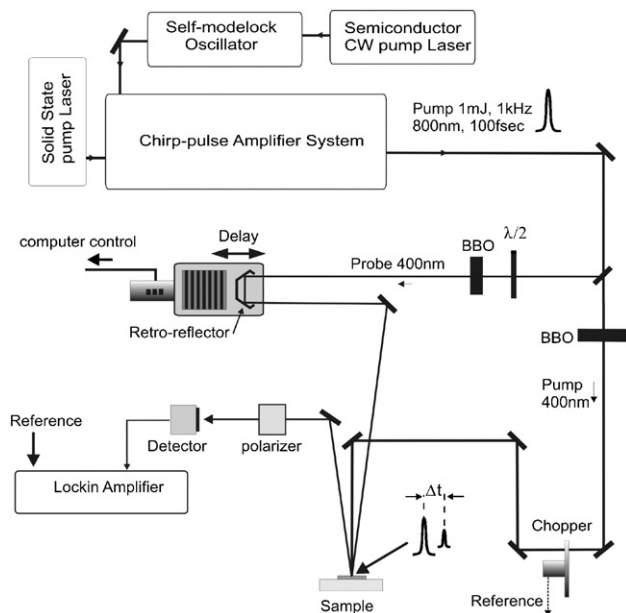 Self-modelock
Oscillator
Semiconductor
CW pump Laser
Solid State
pump Laser
Chirp-pulse Amplifier System
Pump 1mJ, 1kHz
800nm, 100fsec
computer control
Delay
Probe 400nm
BBO
λ/2
Retro-reflector
BBO
Pump
400nm
Reference
Detector
polarizer
Lockin Amplifier
Δt
Chopper
Sample
Reference